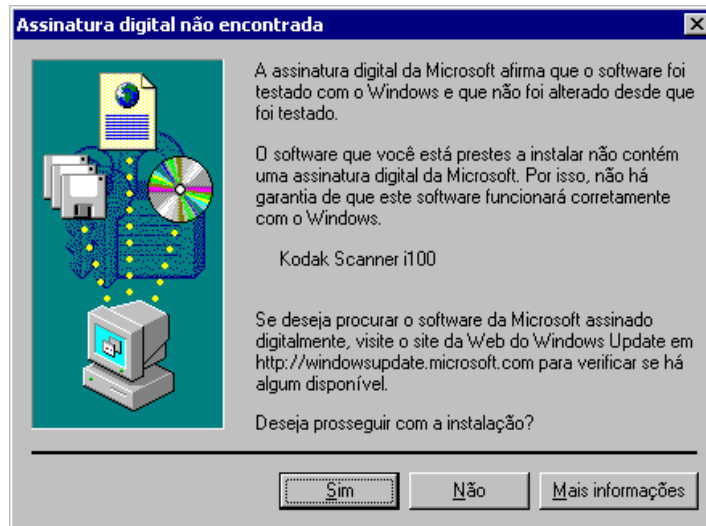 Assinatura digital não encontrada
A assinatura digital da Microsoft afirma que o software foi
testado com o Windows e que não foi alterado desde que
foi testado.
O software que você está prestes a instalar não contém
uma assinatura digital da Microsoft. Por isso, não há
garantia de que este software funcionará corretamente
com o Windows.
Kodak Scanner i100
Se deseja procurar o software da Microsoft assinado
digitalmente, visite o site da Web do Windows Update em
http://windowsupdate.microsoft.com para verificar se há
algum disponível.
Deseja prosseguir com a instalação?
Sim Não Mais informações